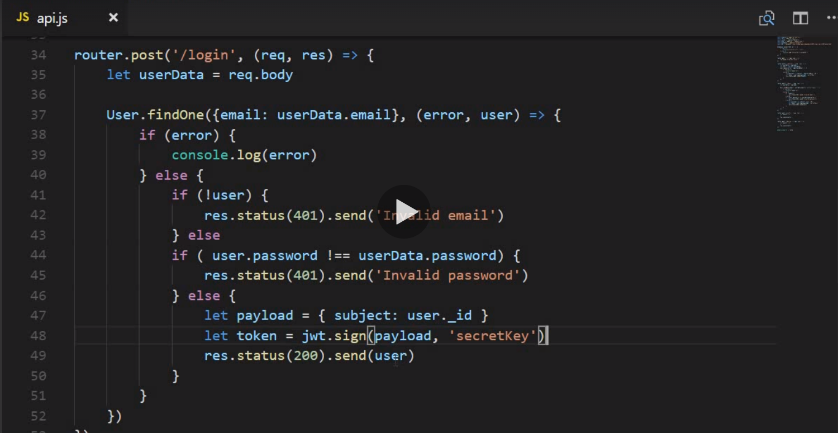 JS api.js ×
34 router.post('/login', (req, res) => {
35 let userData = req.body
36
37 User.findOne({email: userData.email}, (error, user) => {
38 if (error) {
39 console.log(error)
40 } else {
41 if (!user) {
42 res.status(401).send('Invalid email')
43 } else
44 if ( user.password !== userData.password) {
45 res.status(401).send('Invalid password')
46 } else {
47 let payload = { subject: user._id }
48 let token = jwt.sign(payload, 'secretKey')
49 res.status(200).send(user)
50 }
51 }
52 })